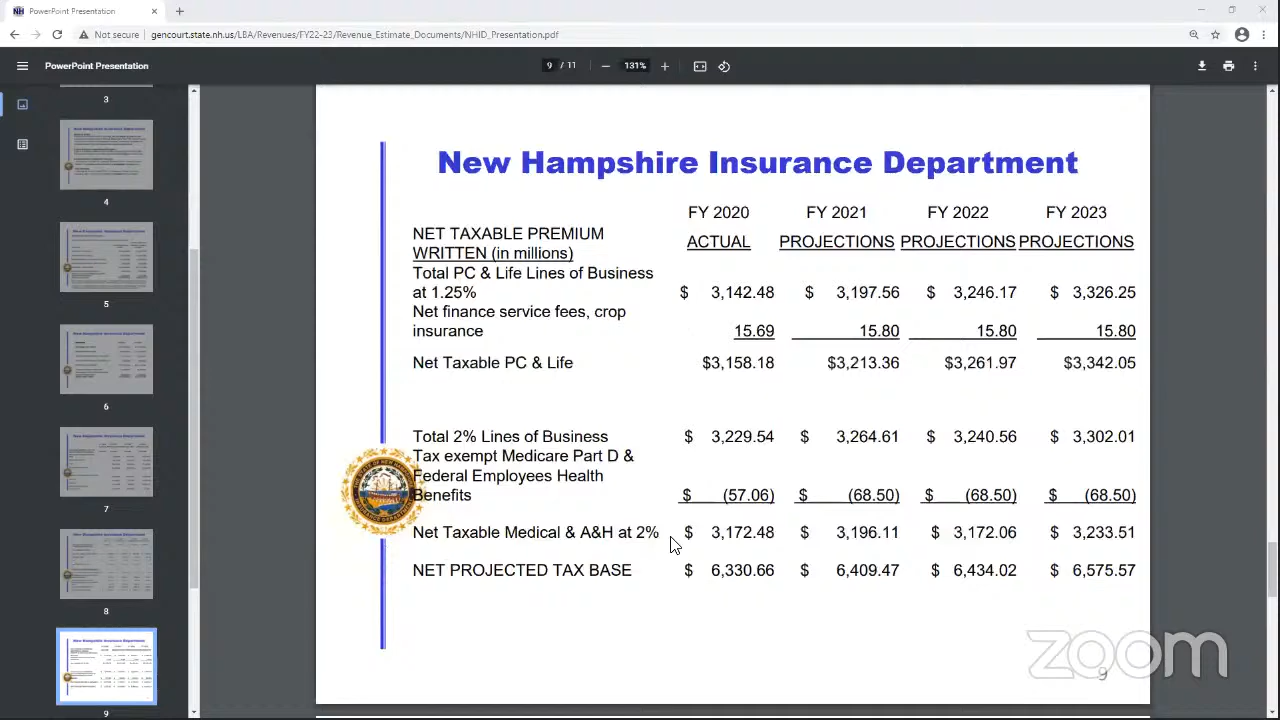 PowerPoint Presentation
Not secure | gencourt.state.nh.us/LBA/Revenues/FY22-23/Revenue_Estimate_Documents/NHID_Presentation.pdf
PowerPoint Presentation
9 / 11
131%
3
4
5
6
7
8
9
New Hampshire Insurance Department
FY 2020 FY 2021 FY 2022 FY 2023
NET TAXABLE PREMIUM
WRITTEN (in millions) ACTUAL PROJECTIONS PROJECTIONS PROJECTIONS
Total PC & Life Lines of Business
at 1.25% $ 3,142.48 $ 3,197.56 $ 3,246.17 $ 3,326.25
Net finance service fees, crop
insurance 15.69 15.80 15.80 15.80
Net Taxable PC & Life $3,158.18 $3,213.36 $3,261.97 $3,342.05
Total 2% Lines of Business $ 3,229.54 $ 3,264.61 $ 3,240.56 $ 3,302.01
Tax exempt Medicare Part D &
Federal Employees Health
Benefits $ (57.06) $ (68.50) $ (68.50) $ (68.50)
Net Taxable Medical & A&H at 2% $ 3,172.48 $ 3,196.11 $ 3,172.06 $ 3,233.51
NET PROJECTED TAX BASE $ 6,330.66 $ 6,409.47 $ 6,434.02 $ 6,575.57
zoom
9